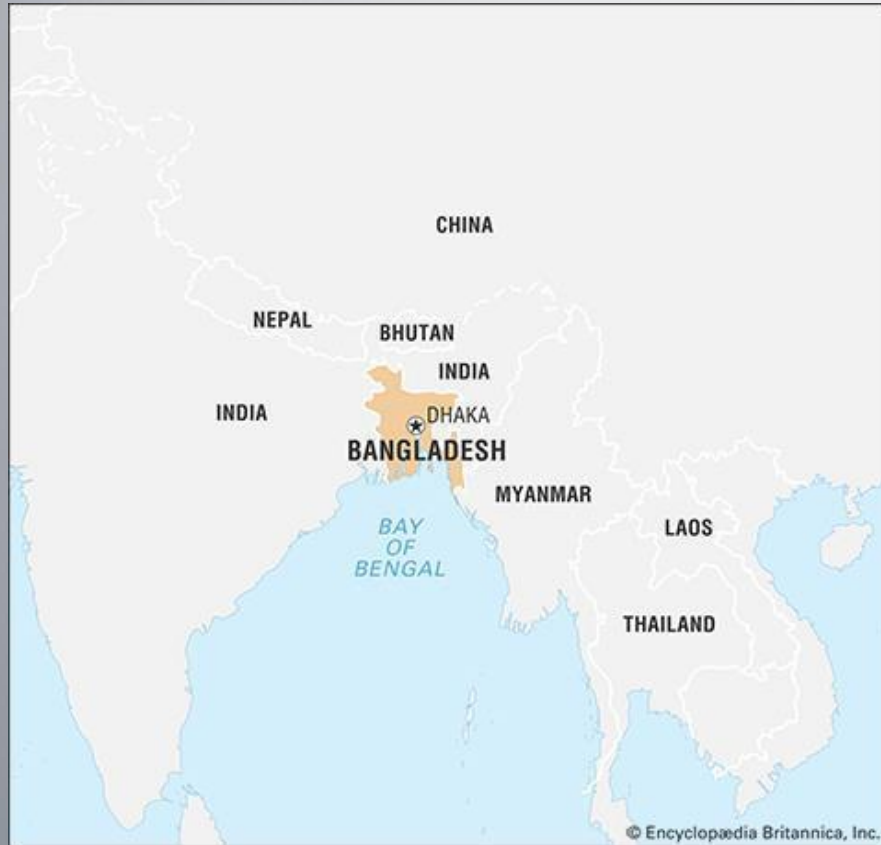 CHINA
NEPAL
BHUTAN
INDIA
INDIA
DHAKA
BANGLADESH
MYANMAR
BAY
OF
BENGAL
LAOS
THAILAND
© Encyclopædia Britannica, Inc.